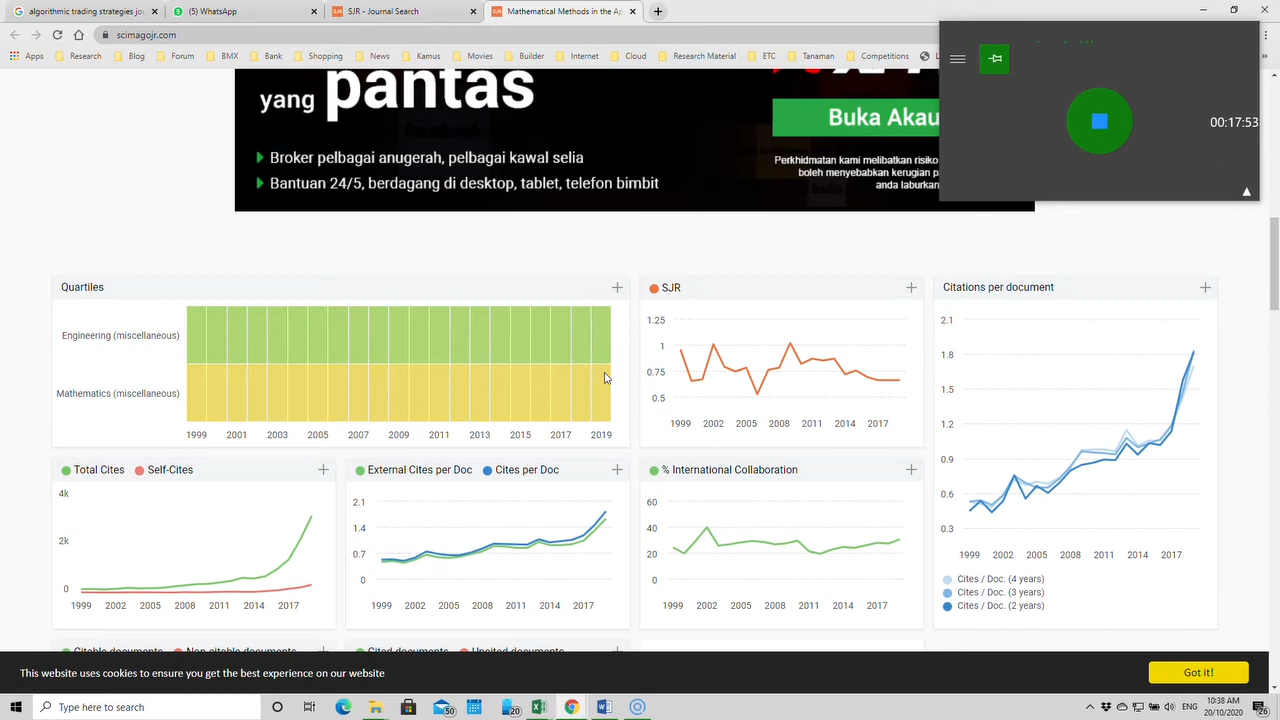 algorithmic trading strategies jo
(5) WhatsApp
SJR - Journal Search
Mathematical Methods in the Ap
scimagojr.com
Apps
Research
Blog
Forum
BMX
Bank
Shopping
News
Kamus
Movies
Builder
Internet
Cloud
Research Material
ETC
Tanaman
Competitions
L
00:17:53
yang pantas
Buka Akau
Broker pelbagai anugerah, pelbagai kawal selia
Bantuan 24/5, berdagang di desktop, tablet, telefon bimbit
Perkhidmatan kami melibatkan risiko
boleh menyebabkan kerugian p
anda laburkan
Quartiles
Engineering (miscellaneous)
Mathematics (miscellaneous)
1999 2001 2003 2005 2007 2009 2011 2013 2015 2017 2019
SJR
1.25
1
0.75
0.5
1999 2002 2005 2008 2011 2014 2017
Citations per document
2.1
1.8
1.5
1.2
0.9
0.6
0.3
1999 2002 2005 2008 2011 2014 2017
Cites / Doc. (4 years)
Cites / Doc. (3 years)
Cites / Doc. (2 years)
Total Cites Self-Cites
4k
2k
0
1999 2002 2005 2008 2011 2014 2017
External Cites per Doc Cites per Doc
2.1
1.4
0.7
0
1999 2002 2005 2008 2011 2014 2017
% International Collaboration
60
40
20
0
1999 2002 2005 2008 2011 2014 2017
Citable documents Non-citable documents
Cited documents Uncited documents
This website uses cookies to ensure you get the best experience on our website
Got it!
Type here to search
50
20
ENG
10:38 AM
20/10/2020
26